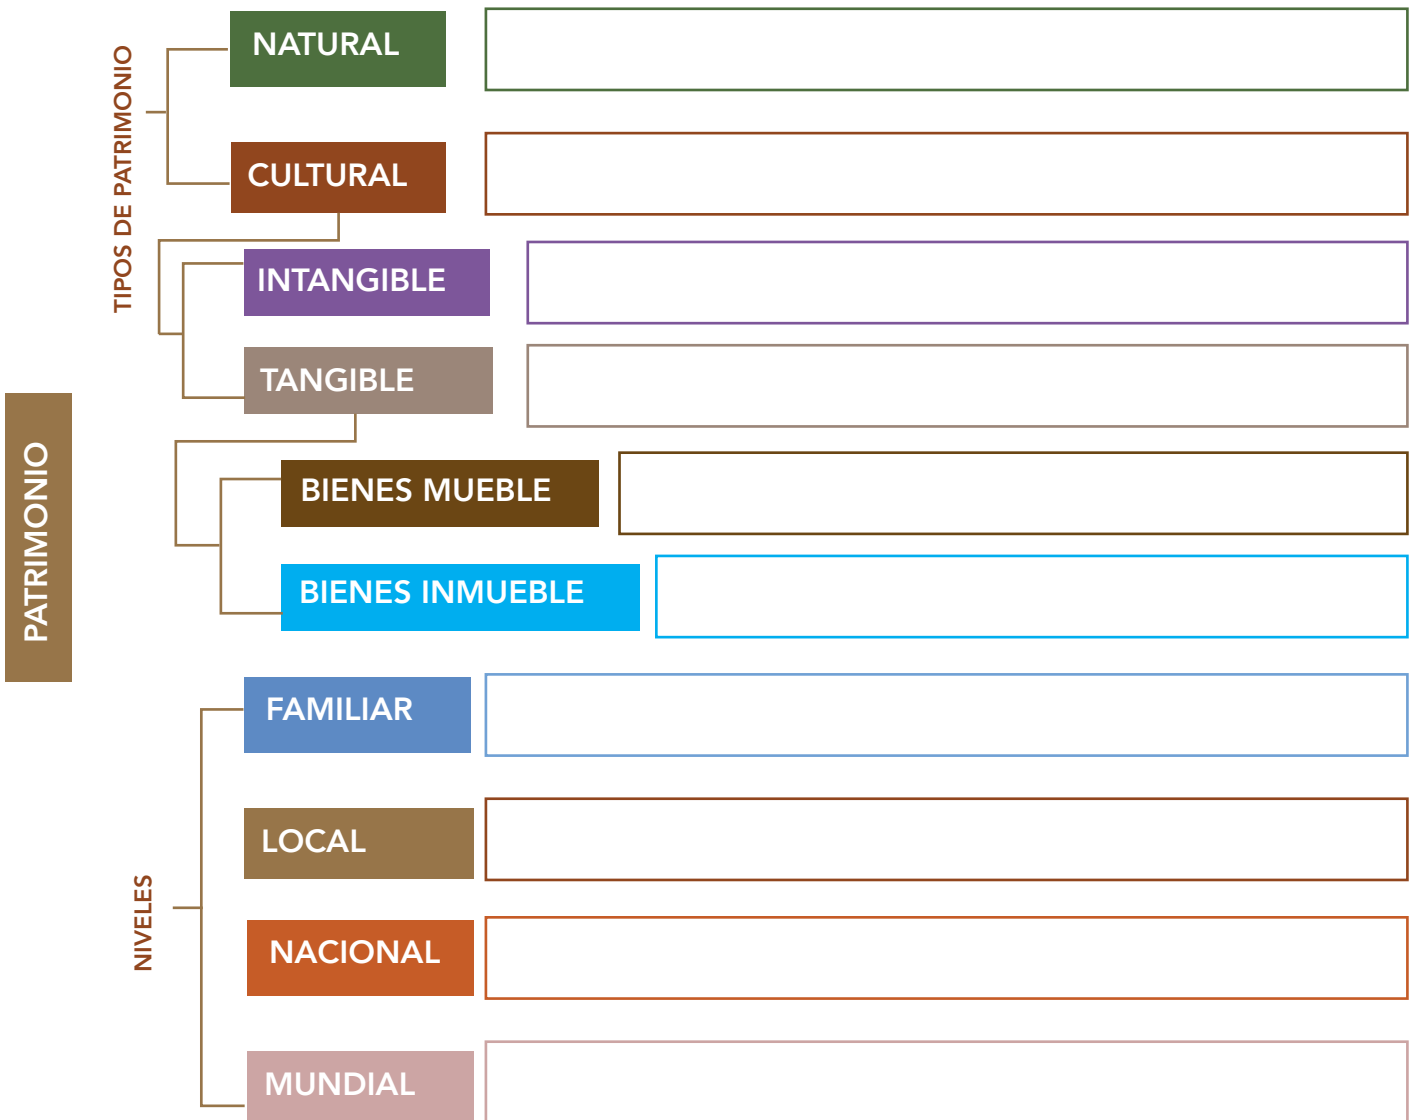 PATRIMONIO
TIPOS DE PATRIMONIO
NATURAL
CULTURAL
INTANGIBLE
TANGIBLE
BIENES MUEBLE
BIENES INMUEBLE
NIVELES
FAMILIAR
LOCAL
NACIONAL
MUNDIAL